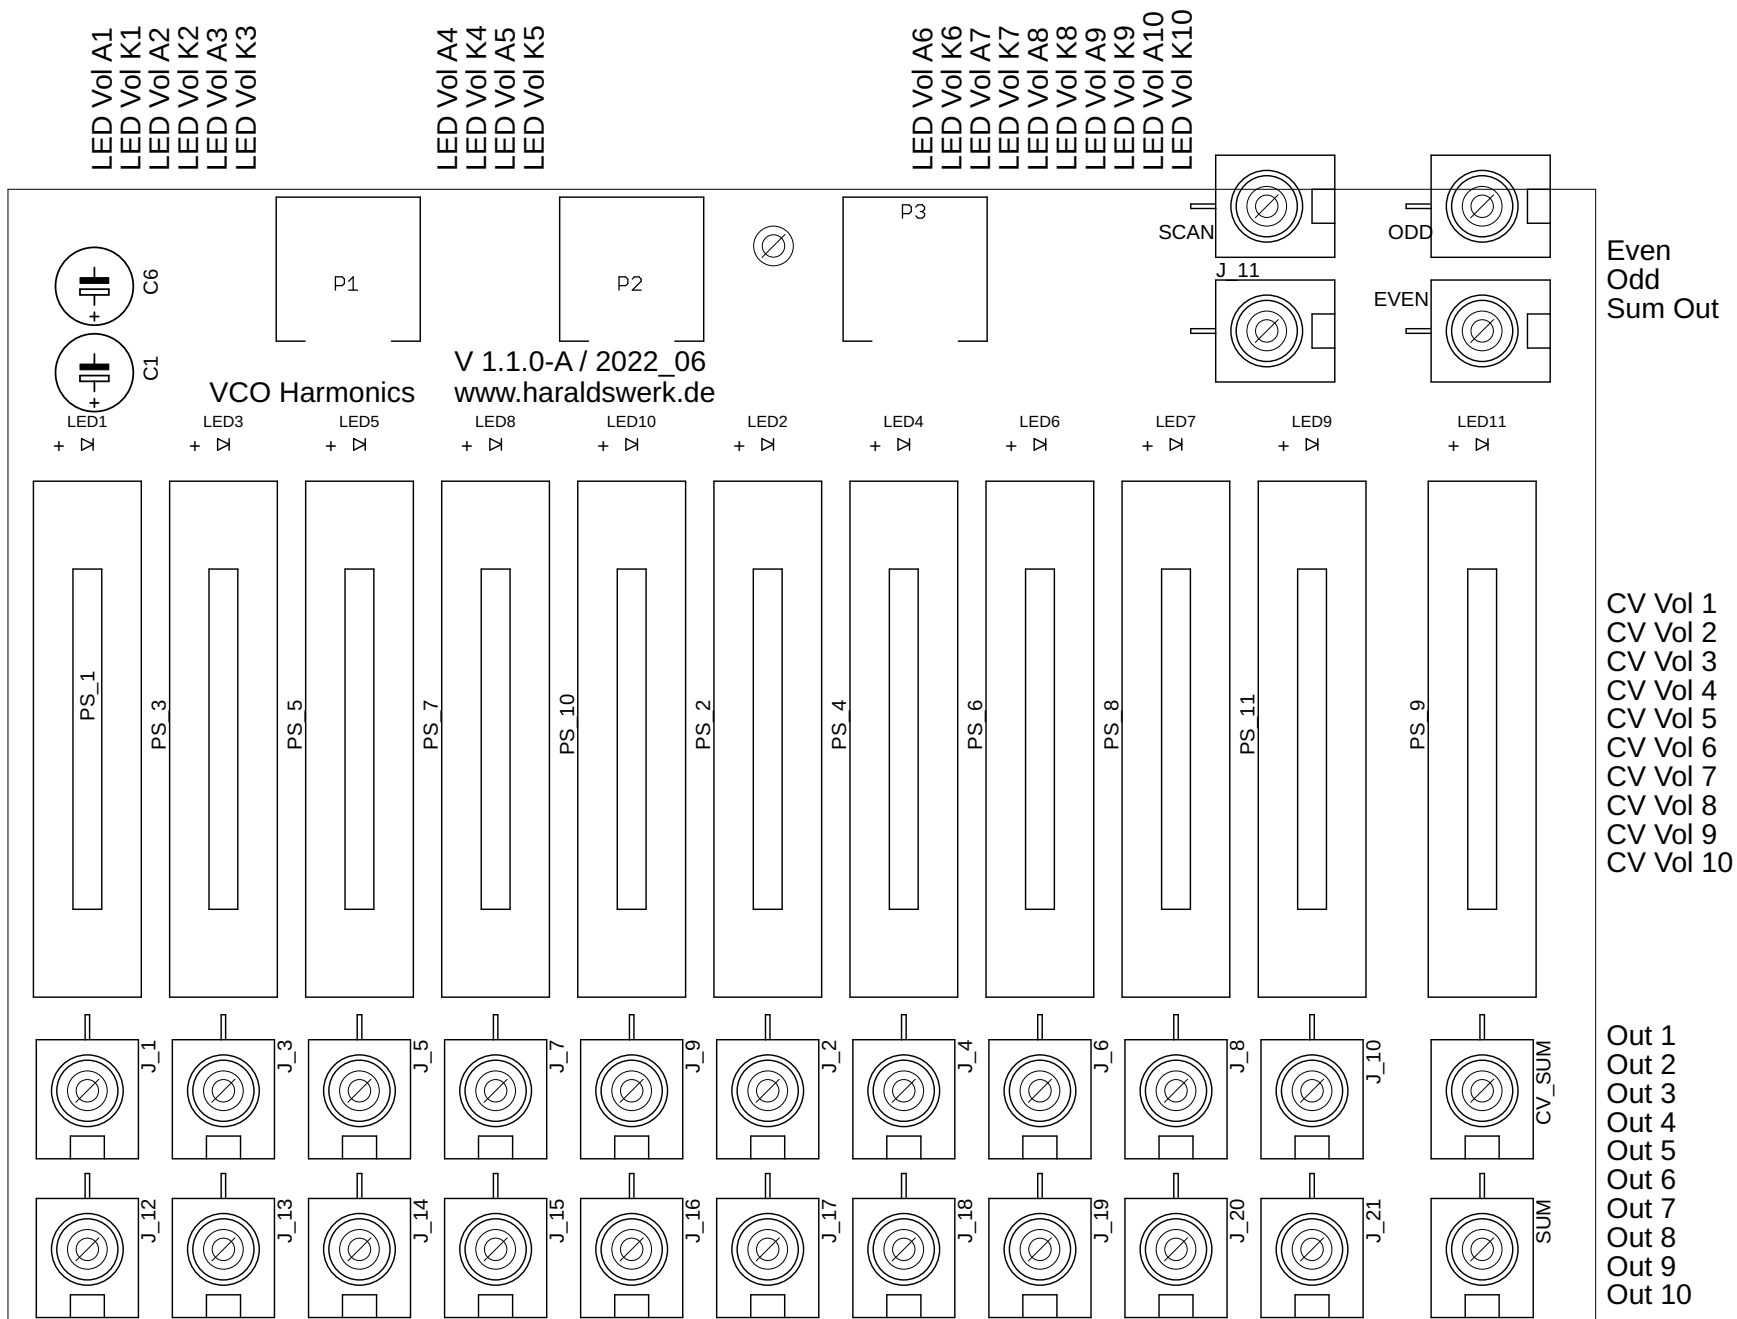 LED Vol A1
LED Vol K1
LED Vol A2
LED Vol K2
LED Vol A3
LED Vol K3
LED Vol A4
LED Vol K4
LED Vol A5
LED Vol K5
LED Vol A6
LED Vol K6
LED Vol A7
LED Vol K7
LED Vol A8
LED Vol K8
LED Vol A9
LED Vol K9
LED Vol A10
LED Vol K10
P3
SCAN
ODD
Even
Odd
Sum Out
C6
+
P1
P2
J_11
EVEN
C1
+
V 1.1.0-A / 2022_06
VCO Harmonics
www.haraldswerk.de
LED1
LED3
LED5
LED8
LED10
LED2
LED4
LED6
LED7
LED9
LED11
+
+
+
+
+
+
+
+
+
+
+
PS_1
PS_3
PS_5
PS_7
PS_10
PS_2
PS_4
PS_6
PS_8
PS_11
PS_9
CV Vol 1
CV Vol 2
CV Vol 3
CV Vol 4
CV Vol 5
CV Vol 6
CV Vol 7
CV Vol 8
CV Vol 9
CV Vol 10
J_1
J_3
J_5
J_7
J_9
J_2
J_4
J_6
J_8
J_10
CV_SUM
J_12
J_13
J_14
J_15
J_16
J_17
J_18
J_19
J_20
J_21
SUM
Out 1
Out 2
Out 3
Out 4
Out 5
Out 6
Out 7
Out 8
Out 9
Out 10